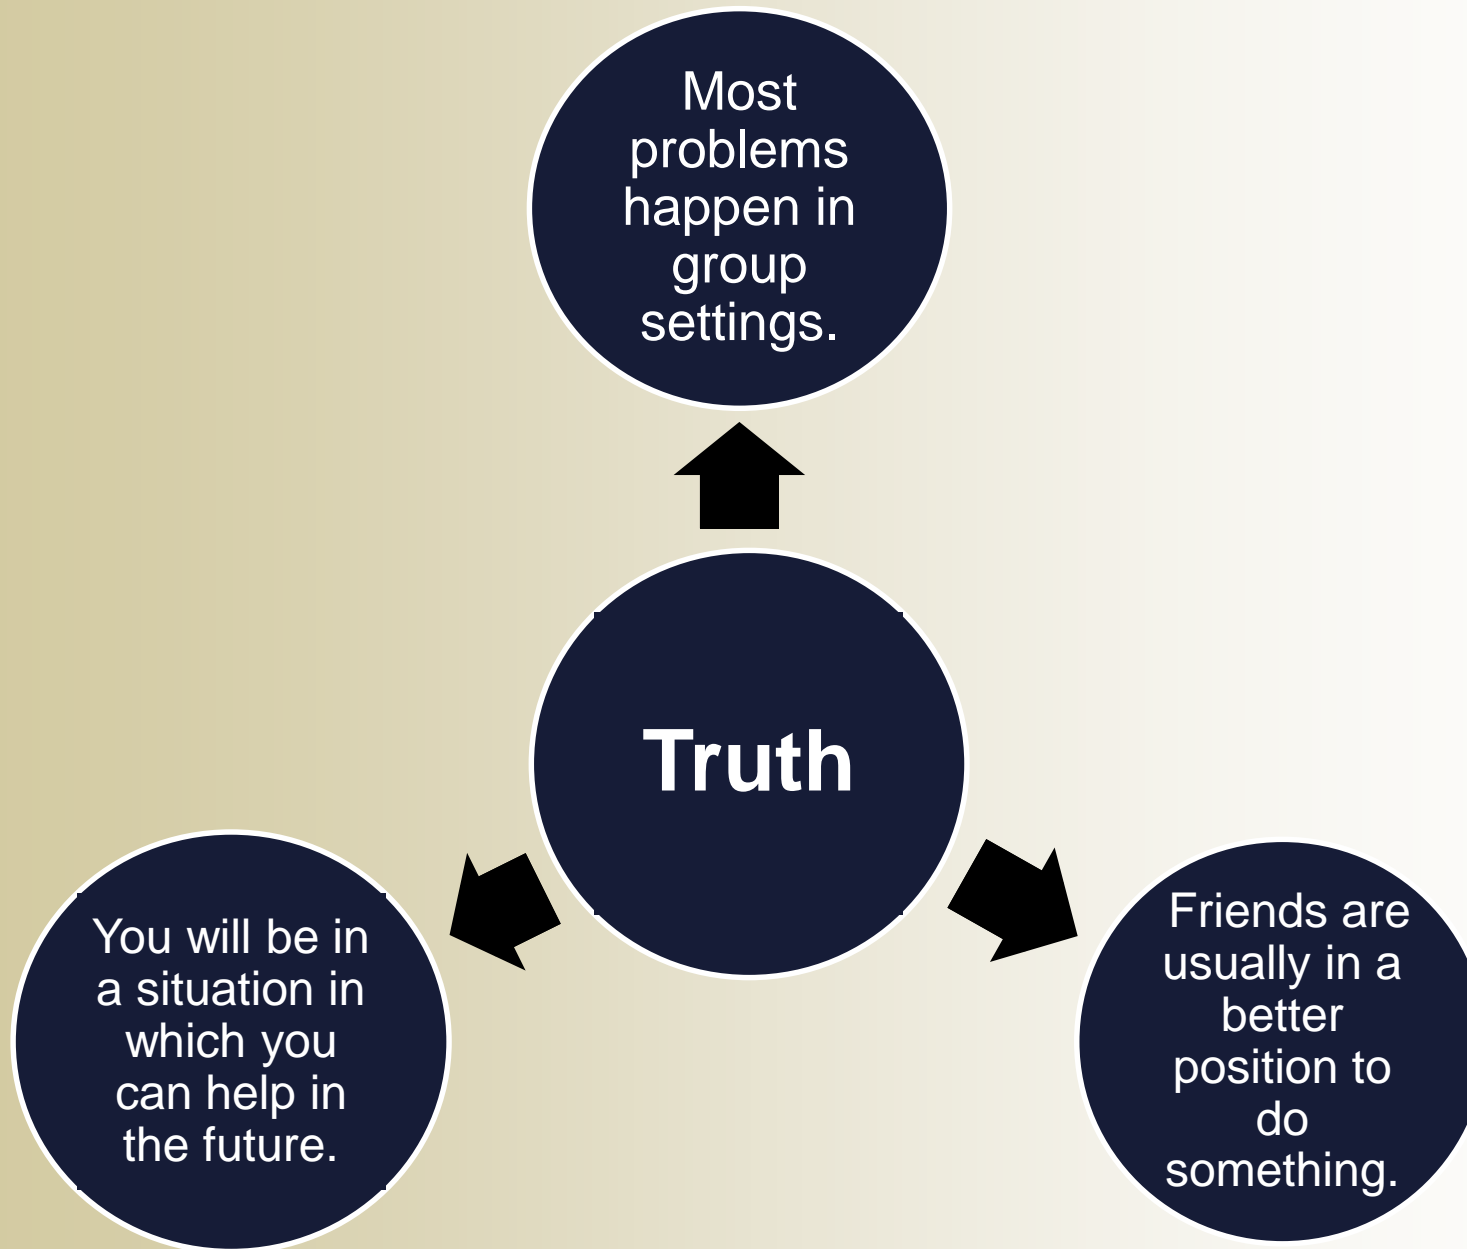 Most
problems
happen in
group
settings.
Truth
You will be in
a situation in
which you
can help in
the future.
Friends are
usually in a
better
position to
do
something.